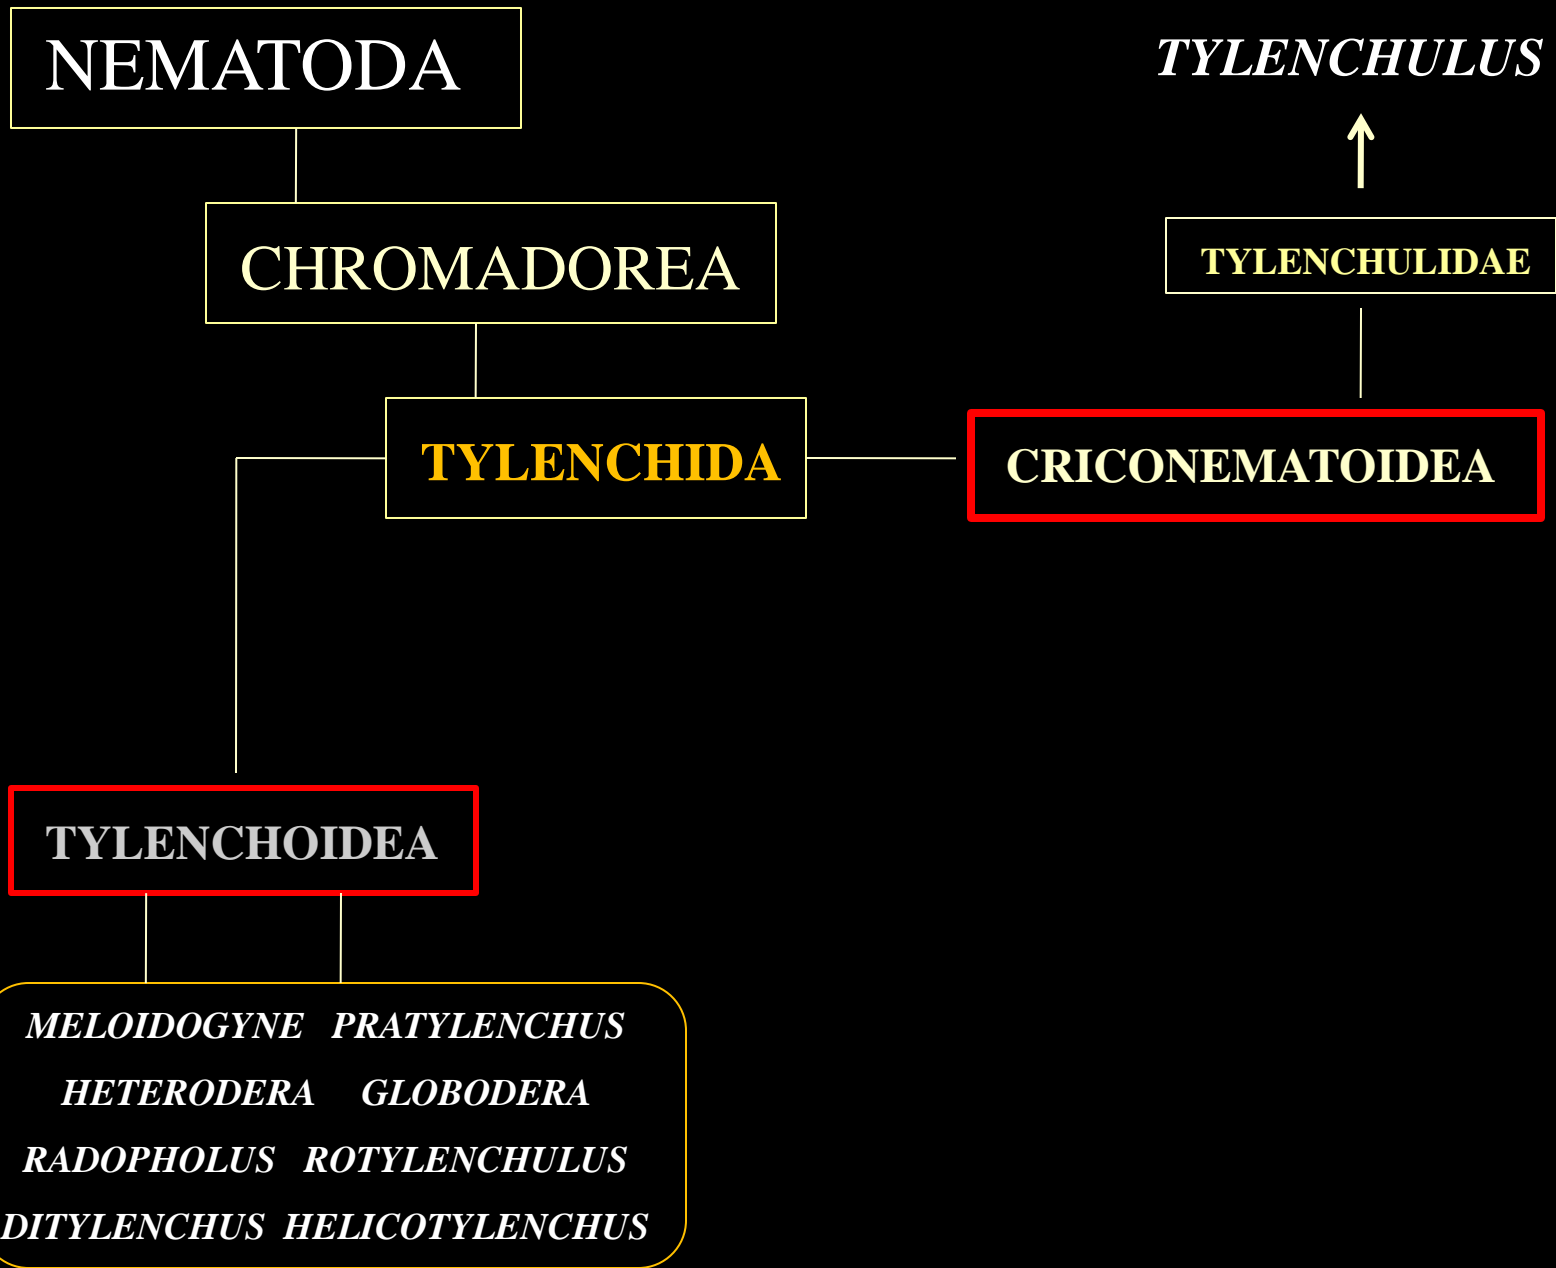 NEMATODA
TYLENCHULUS
CHROMADOREA
TYLENCHULIDAE
TYLENCHIDA
CRICONEMATOIDEA
TYLENCHOIDEA
MELOIDOGYNE PRATYLENCHUS
HETERODERA GLOBODERA
RADOPHOLUS ROTYLENCHULUS
DITYLENCHUS HELICOTYLENCHUS